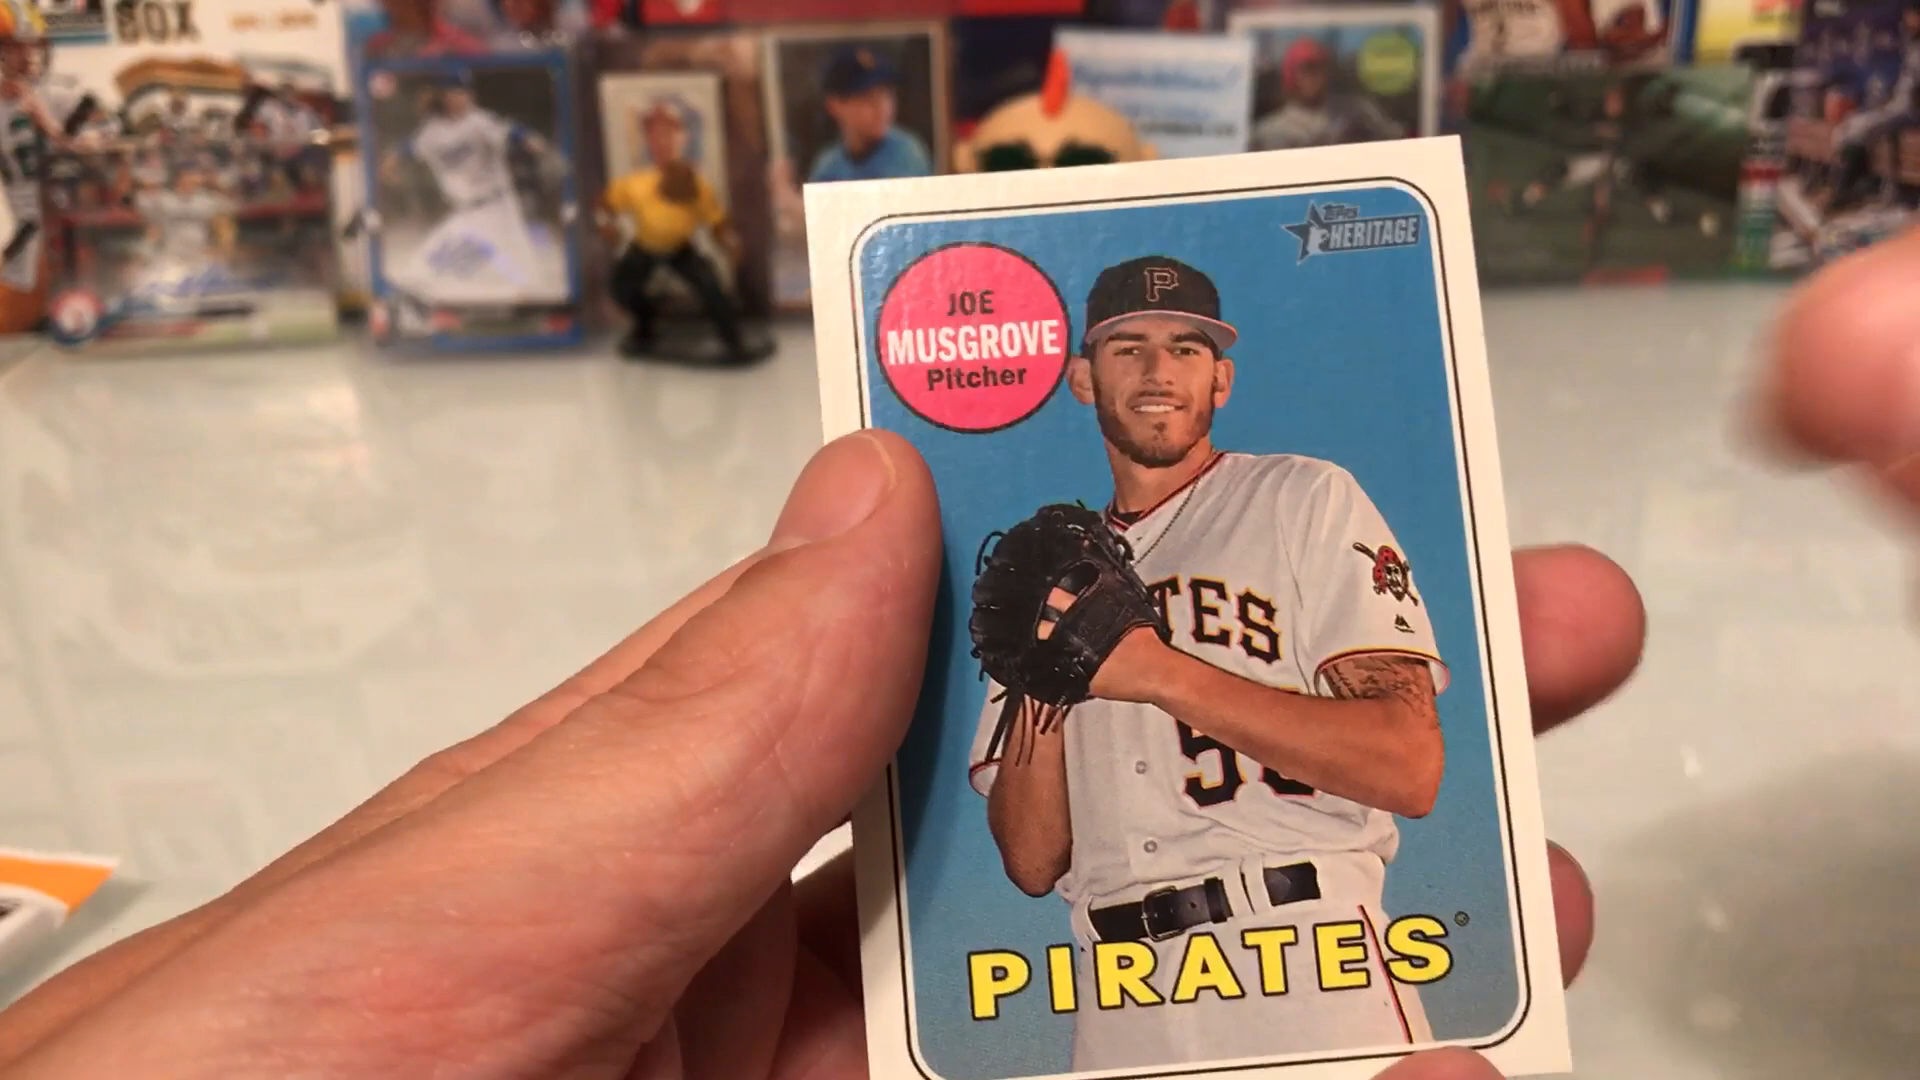 BOX
TOPPS
HERITAGE
JOE
MUSGROVE
Pitcher
P
TES
PIRATES